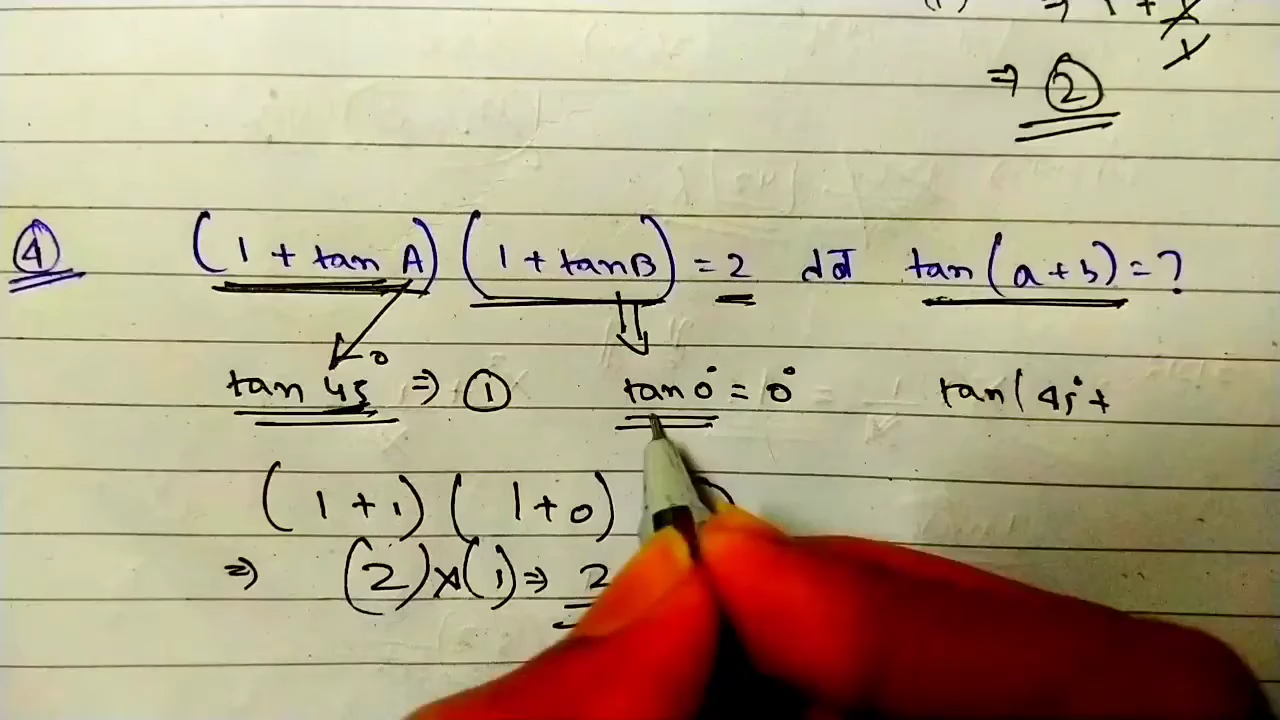 ⇒ 1 + x/x
⇒ 2
4 (1 + tan A) (1 + tan B) = 2 tan (a + b) = ?
tan 45° ⇒ 1 tan 0° = 0° tan( 45° +
(1 + 1) (1 + 0)
⇒ (2) × (1) ⇒ 2